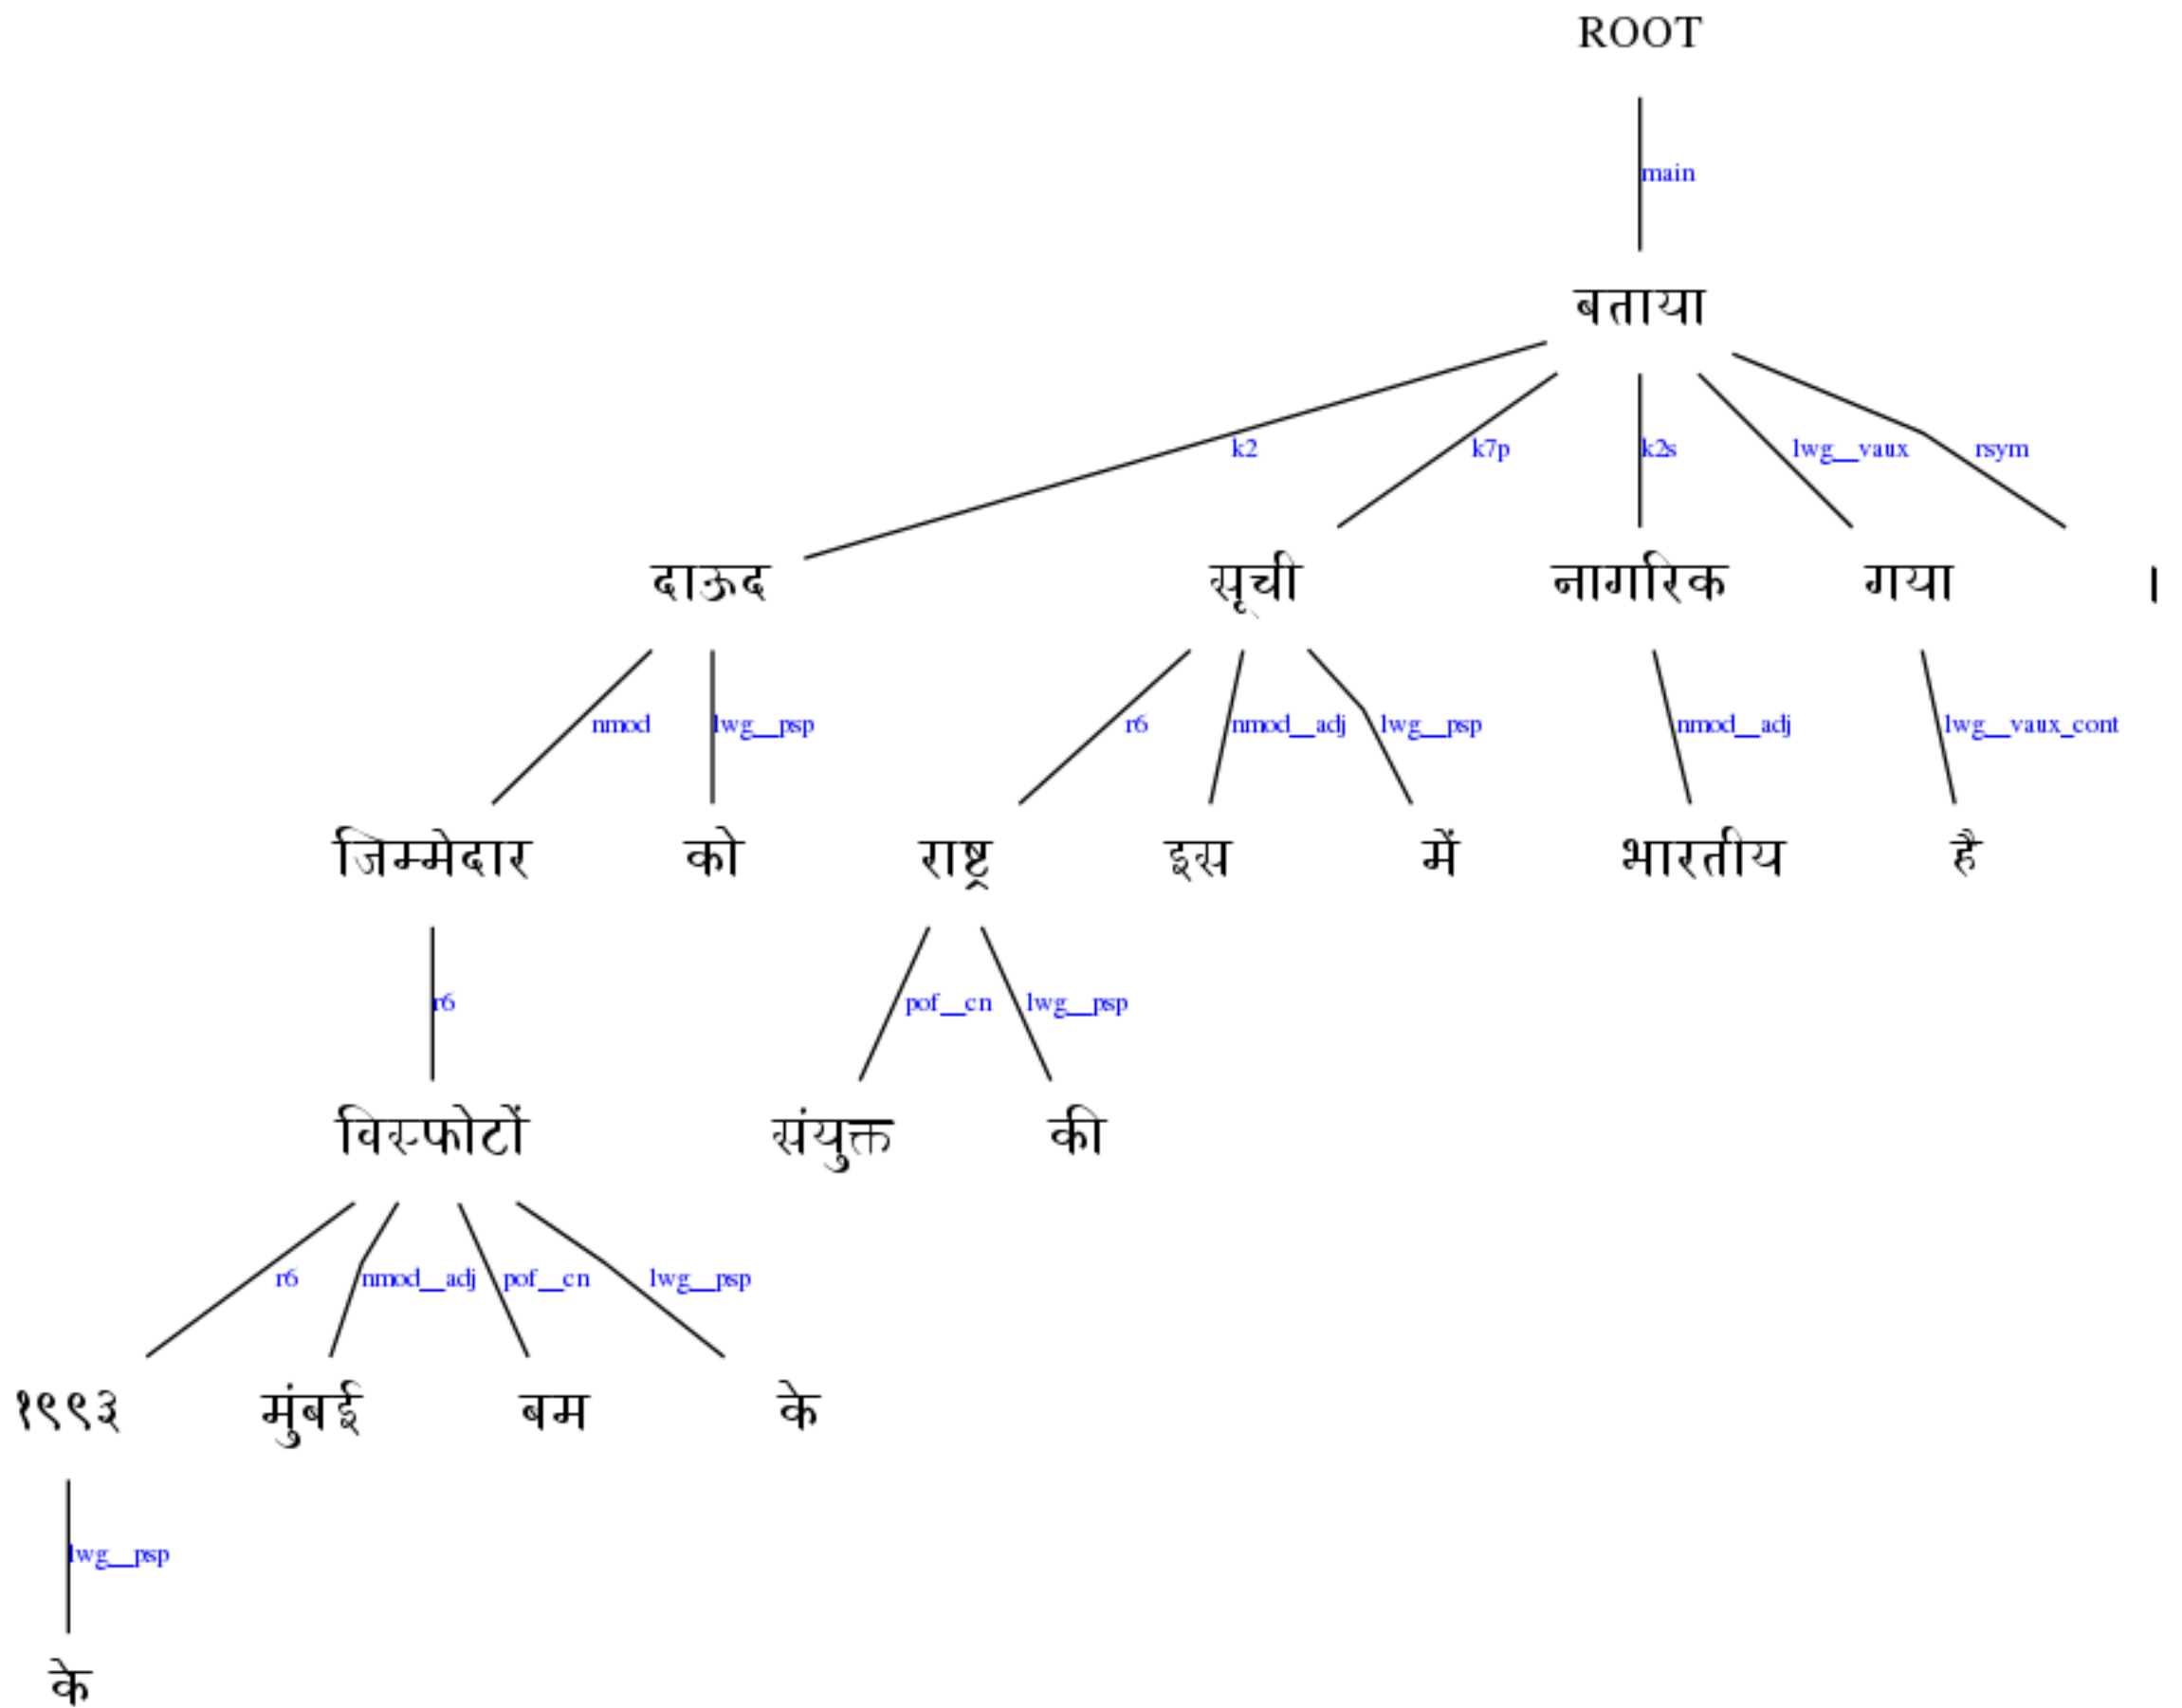 ROOT
main
बताया
k2 k7p k2s lwg__vaux rsym
दाऊद सूची नागरिक गया ।
nmod lwg__psp r6 nmod__adj lwg__psp nmod__adj lwg__vaux_cont
जिम्मेदार को राष्ट्र इस में भारतीय है
r6 pof__cn lwg__psp
विस्फोटों संयुक्त की
r6 nmod__adj pof__cn lwg__psp
१९९३ मुंबई बम के
lwg__psp
के